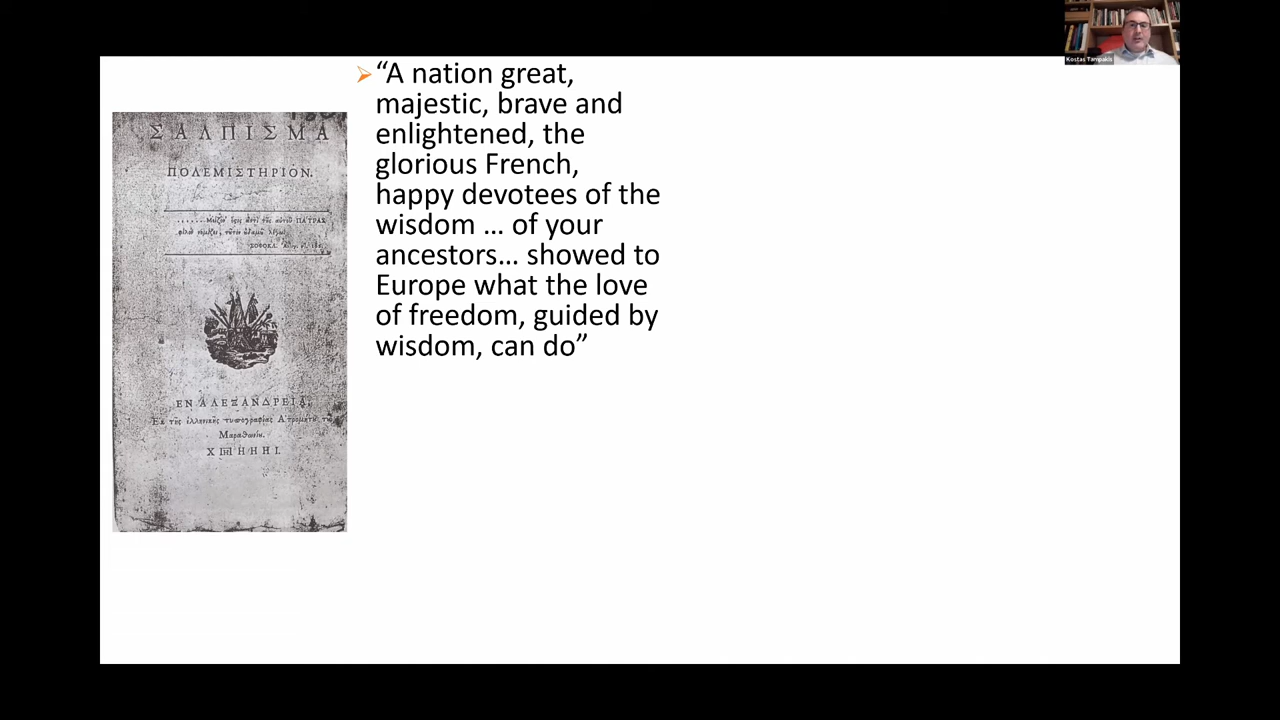 ΣΑΛΠΙΣΜΑ
ΠΟΛΕΜΙΣΤΗΡΙΟΝ.
ΕΝ ΑΛΕΞΑΝΔΡΕΙΑ,
Μαραθωνίου.
“A nation great,
majestic, brave and
enlightened, the
glorious French,
happy devotees of the
wisdom … of your
ancestors… showed to
Europe what the love
of freedom, guided by
wisdom, can do”
Kostas Tampakis